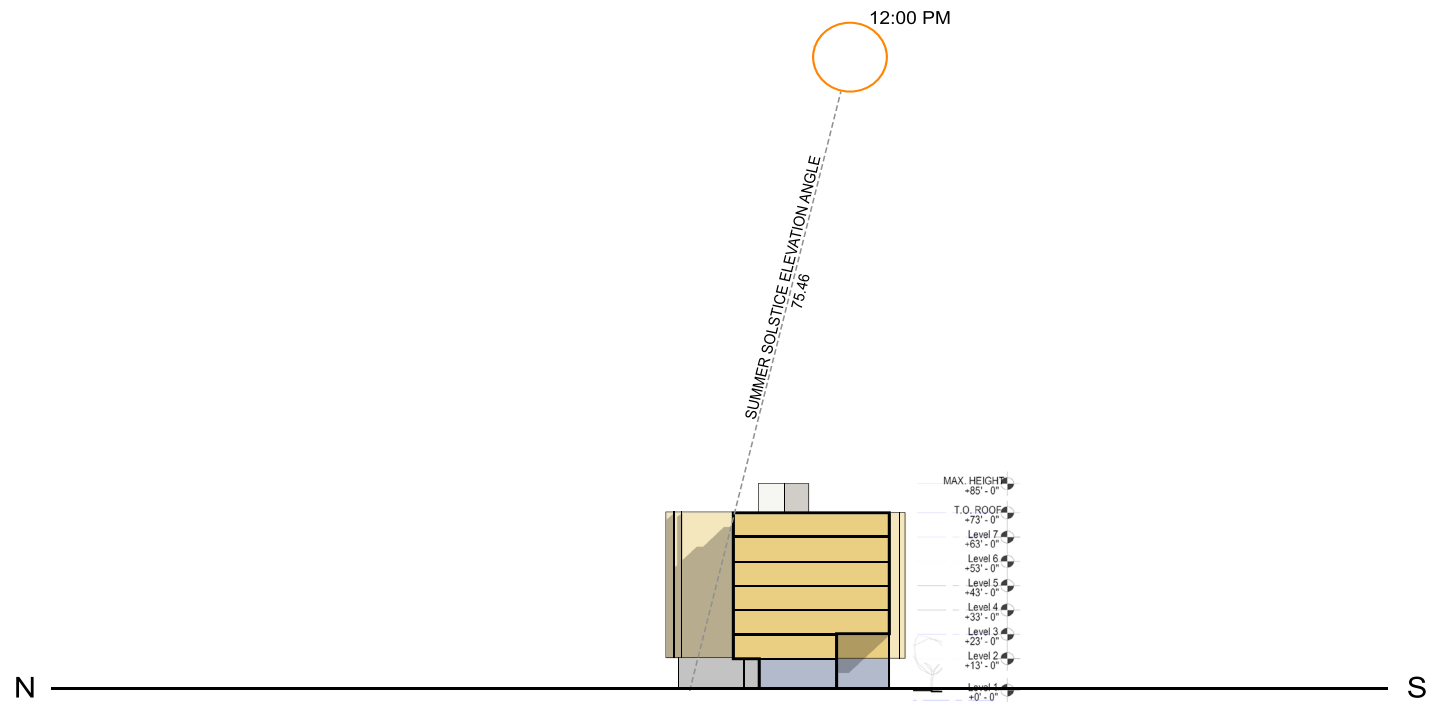 12:00 PM
SUMMER SOLSTICE ELEVATION ANGLE
75.46
MAX. HEIGHT
+85' - 0"
T.O. ROOF
+73' - 0"
Level 7
+63' - 0"
Level 6
+53' - 0"
Level 5
+43' - 0"
Level 4
+33' - 0"
Level 3
+23' - 0"
Level 2
+13' - 0"
Level 1
+0' - 0"
N
S